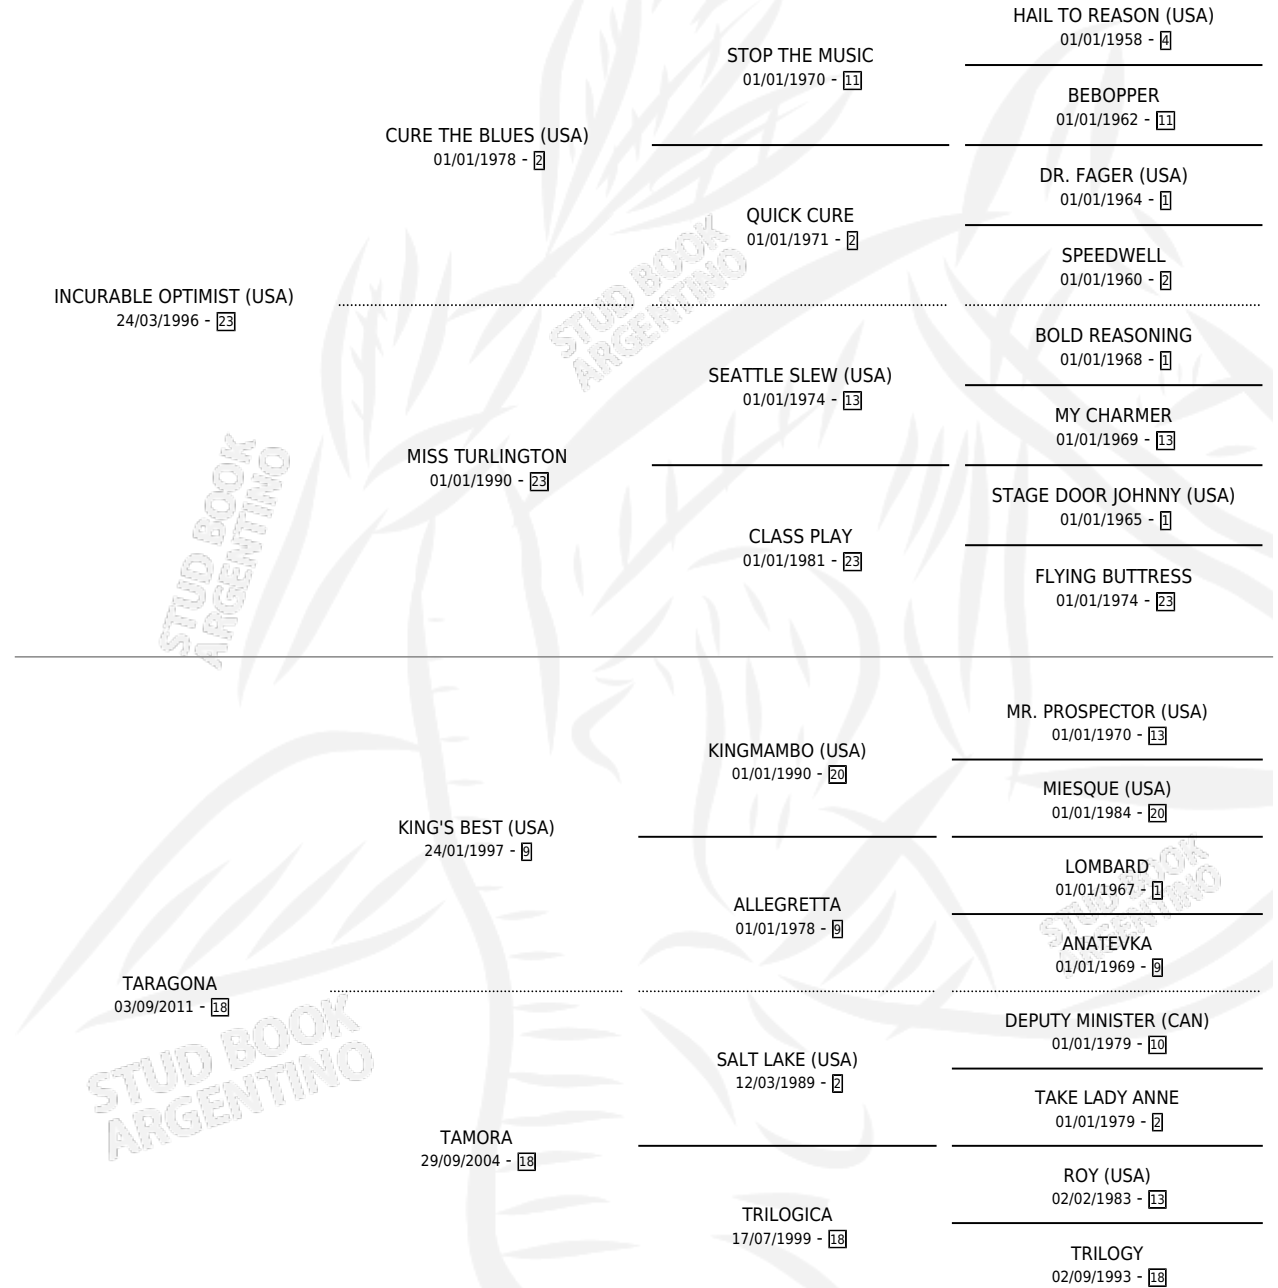 HAIL TO REASON (USA)
01/01/1958 - 4
STOP THE MUSIC
01/01/1970 - 11
BEBOPPER
01/01/1962 - 11
CURE THE BLUES (USA)
01/01/1978 - 2
DR. FAGER (USA)
01/01/1964 - 1
QUICK CURE
01/01/1971 - 2
SPEEDWELL
01/01/1960 - 2
INCURABLE OPTIMIST (USA)
24/03/1996 - 23
STUD BOOK
ARGENTINO
BOLD REASONING
01/01/1968 - 1
SEATTLE SLEW (USA)
01/01/1974 - 13
MY CHARMER
01/01/1969 - 13
MISS TURLINGTON
01/01/1990 - 23
STAGE DOOR JOHNNY (USA)
01/01/1965 - 1
CLASS PLAY
01/01/1981 - 23
FLYING BUTTRESS
01/01/1974 - 23
STUD BOOK
ARGENTINO
MR. PROSPECTOR (USA)
01/01/1970 - 13
KINGMAMBO (USA)
01/01/1990 - 20
MIESQUE (USA)
01/01/1984 - 20
KING'S BEST (USA)
24/01/1997 - 9
LOMBARD
01/01/1967 - 1
ALLEGRETTA
01/01/1978 - 9
STUD BOOK
ARGENTINO
ANATEVKA
01/01/1969 - 9
TARAGONA
03/09/2011 - 18
DEPUTY MINISTER (CAN)
01/01/1979 - 10
SALT LAKE (USA)
12/03/1989 - 2
TAKE LADY ANNE
01/01/1979 - 2
STUD BOOK
ARGENTINO
TAMORA
29/09/2004 - 18
ROY (USA)
02/02/1983 - 13
TRILOGICA
17/07/1999 - 18
TRILOGY
02/09/1993 - 18